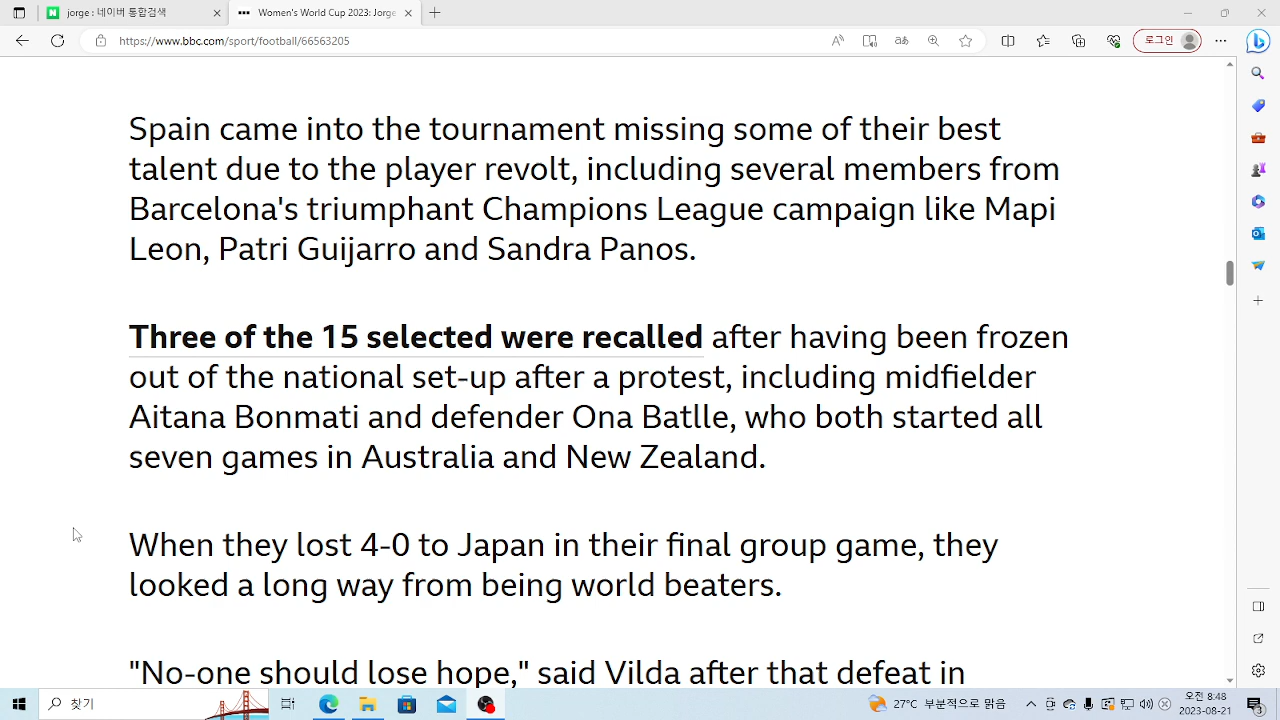 jorge : 네이버 통합검색
Women's World Cup 2023: Jorge
https://www.bbc.com/sport/football/66563205
로그인
Spain came into the tournament missing some of their best
talent due to the player revolt, including several members from
Barcelona's triumphant Champions League campaign like Mapi
Leon, Patri Guijarro and Sandra Panos.
Three of the 15 selected were recalled after having been frozen
out of the national set-up after a protest, including midfielder
Aitana Bonmati and defender Ona Batlle, who both started all
seven games in Australia and New Zealand.
When they lost 4-0 to Japan in their final group game, they
looked a long way from being world beaters.
"No-one should lose hope," said Vilda after that defeat in
찾기
27° 부분적으로 맑음
오전 8:48
2023-08-21
3